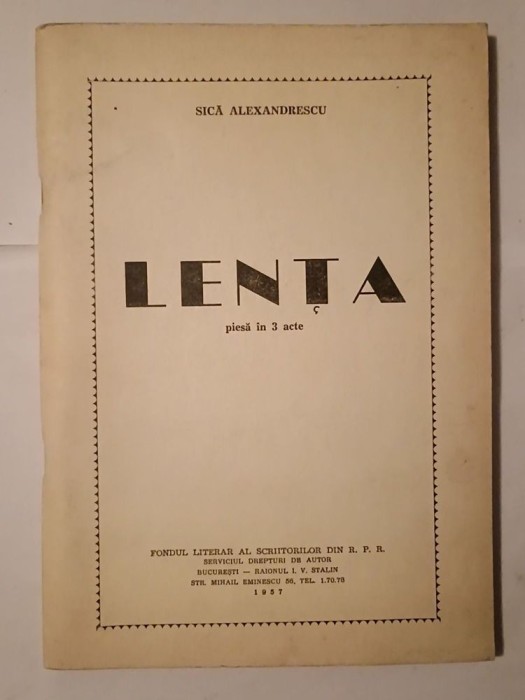 SICĂ ALEXANDRESCU
LENȚA
piesă în 3 acte
FONDUL LITERAR AL SCRIITORILOR DIN R. P. R.
SERVICIUL DREPTURI DE AUTOR
BUCUREȘTI — RAIONUL I. V. STALIN
STR. MIHAIL EMINESCU 56, TEL. 1.70.78
1957